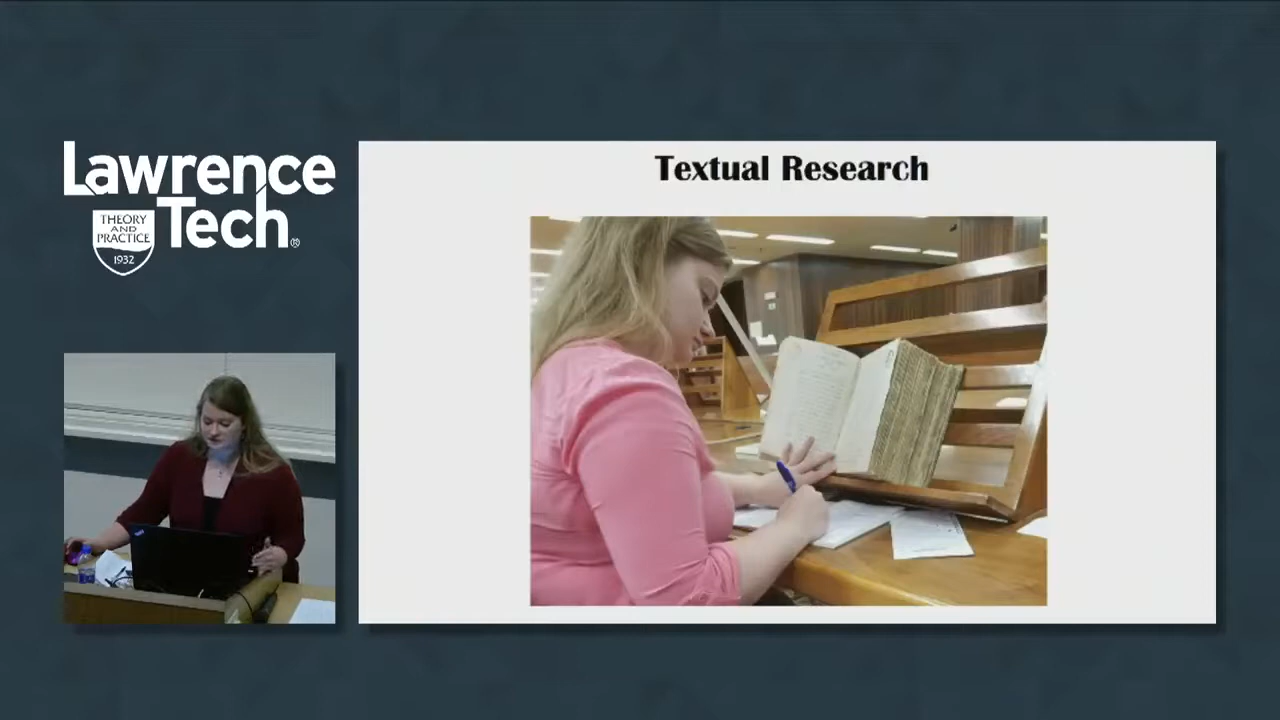 Lawrence
Tech®
THEORY
AND
PRACTICE
1932
Textual Research